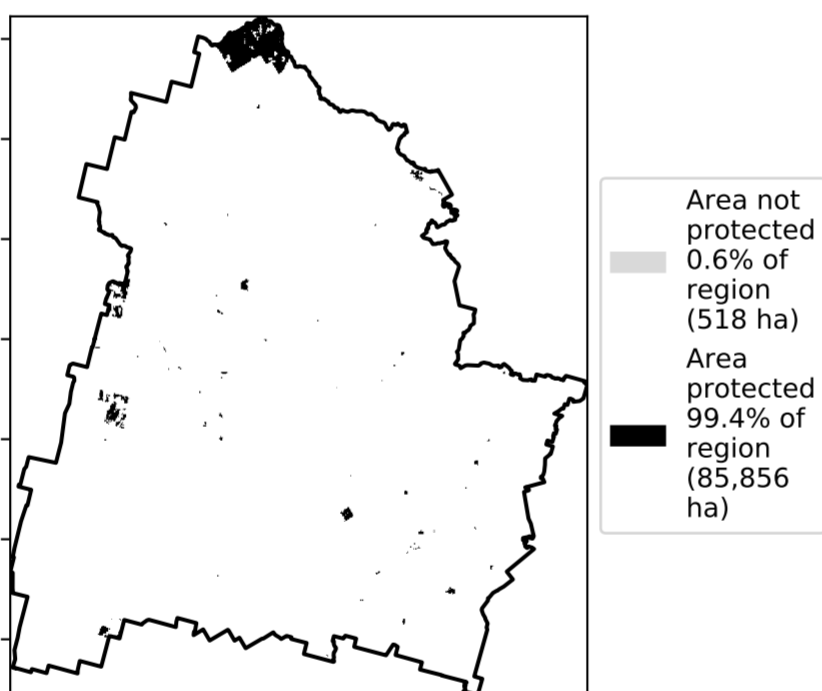 Area not
protected
0.6% of
region
(518 ha)
Area
protected
99.4% of
region
(85,856
ha)